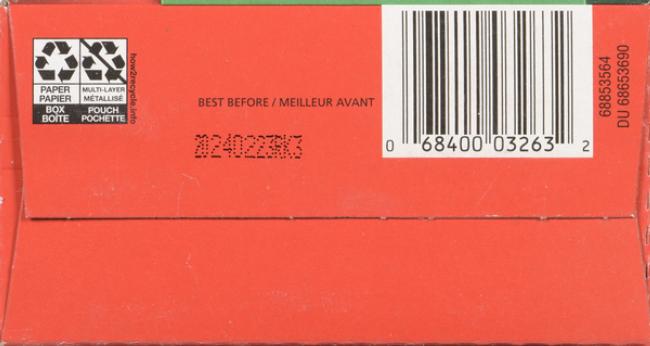 PAPER
PAPIER
BOX
BOÎTE
MULTI-LAYER
MÉTALLISÉ
POUCH
POCHETTE
how2recycle.info
BEST BEFORE / MEILLEUR AVANT
20240223RK3
0 68400 03263 2
68853564
DU 68653690